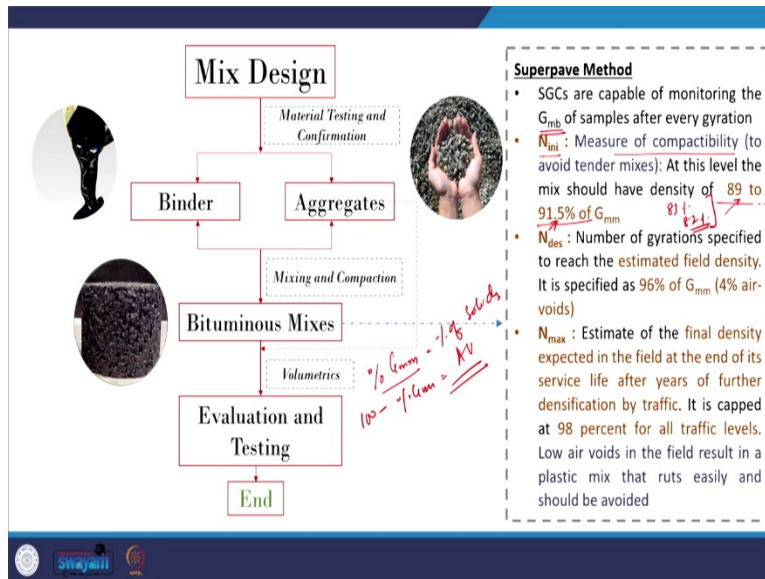 Mix Design
Material Testing and
Confirmation
Binder
Aggregates
Mixing and Compaction
Bituminous Mixes
Volumetrics
Evaluation and
Testing
End
% Gmm = % of solids
100 - % Gmm = AV
Superpave Method
• SGCs are capable of monitoring the
Gmb of samples after every gyration
• Nini : Measure of compactibility (to
avoid tender mixes): At this level the
mix should have density of 89 to
91.5% of Gmm
83%
82%
• Ndes : Number of gyrations specified
to reach the estimated field density.
It is specified as 96% of Gmm (4% air-
voids)
• Nmax : Estimate of the final density
expected in the field at the end of its
service life after years of further
densification by traffic. It is capped
at 98 percent for all traffic levels.
Low air voids in the field result in a
plastic mix that ruts easily and
should be avoided
swayam